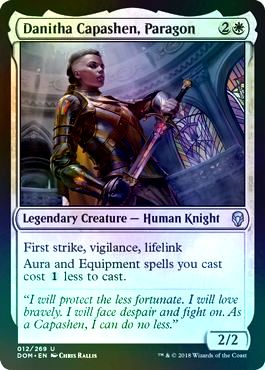 Danitha Capashen, Paragon 2
Legendary Creature — Human Knight
First strike, vigilance, lifelink
Aura and Equipment spells you cast
cost 1 less to cast.
“I will protect the less fortunate. I will love
bravely. I will face despair and fight on. As
a Capashen, I can do no less.”
2/2
012/269 U
DOM • EN CHRIS RALLIS
™ & © 2018 Wizards of the Coast